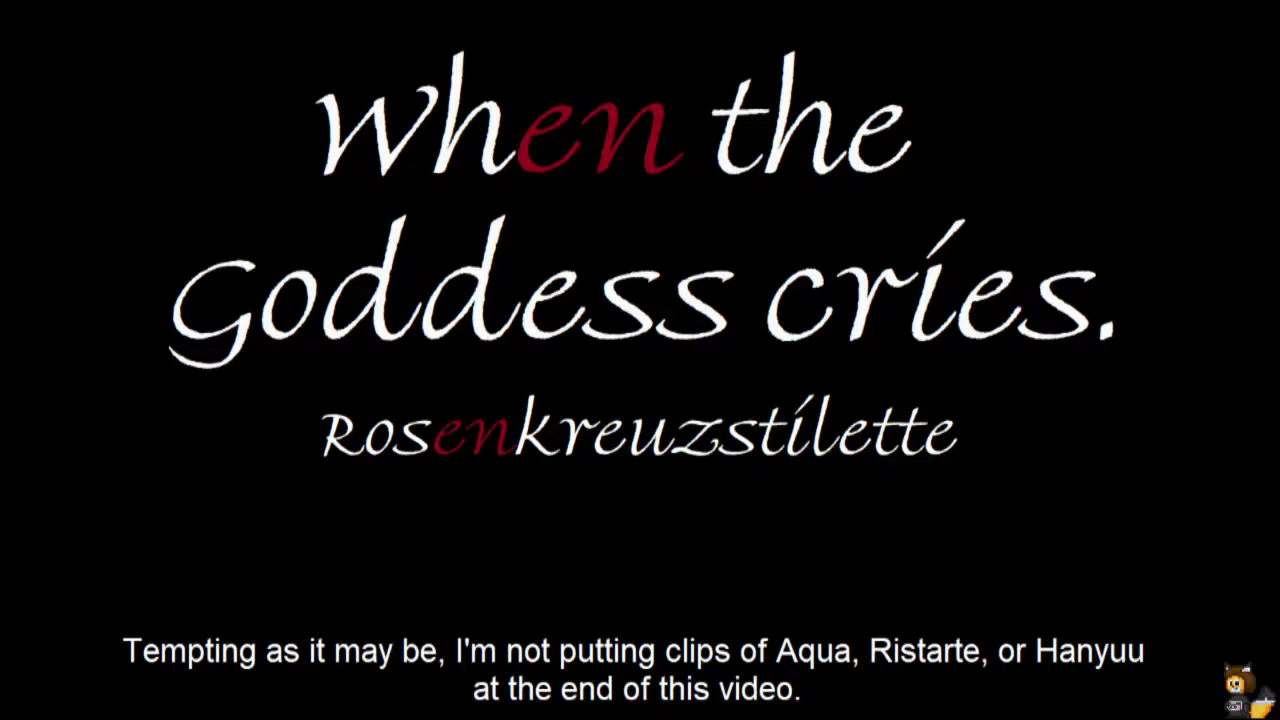 When the
Goddess cries.
Rosenkreuzstilette
Tempting as it may be, I'm not putting clips of Aqua, Ristarte, or Hanyuu
at the end of this video.